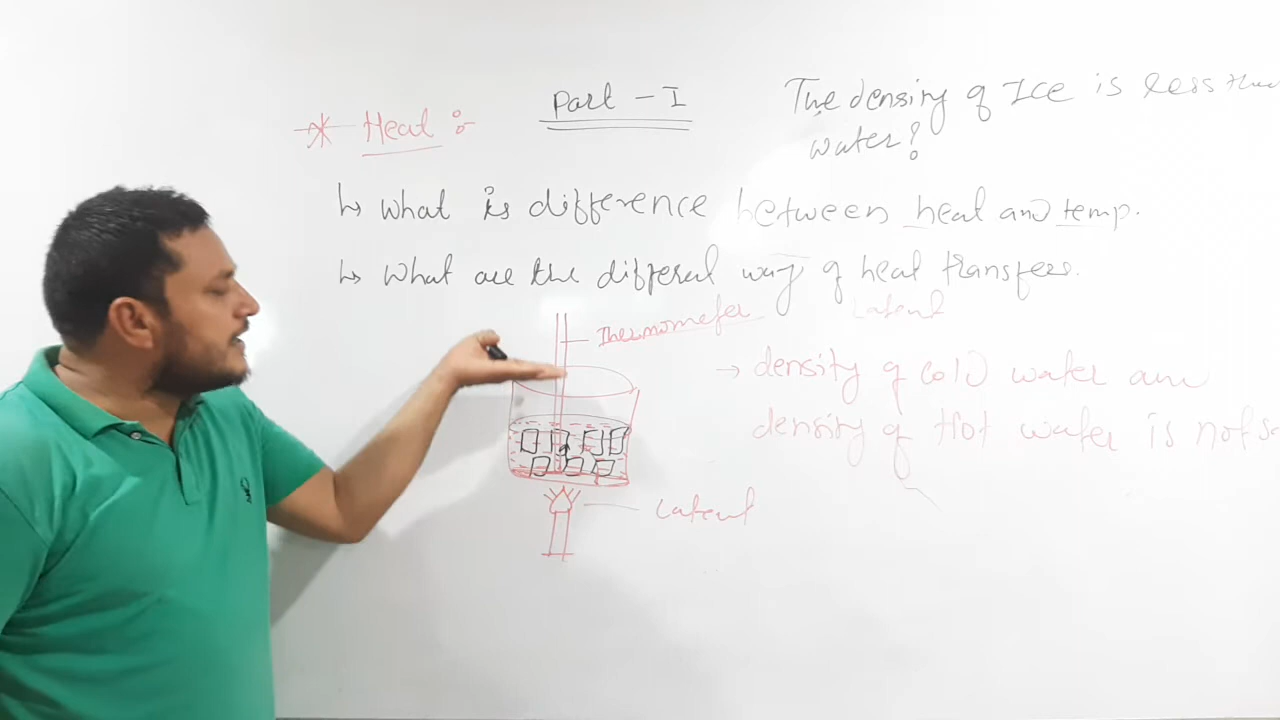 Part - I
The density of Ice is less than
water?
Heat :-
What is difference between heat and temp.
What are the different way of heat transfers.
Thermometer
Latent
density of cold water and
density of Hot water is not sa
Latent